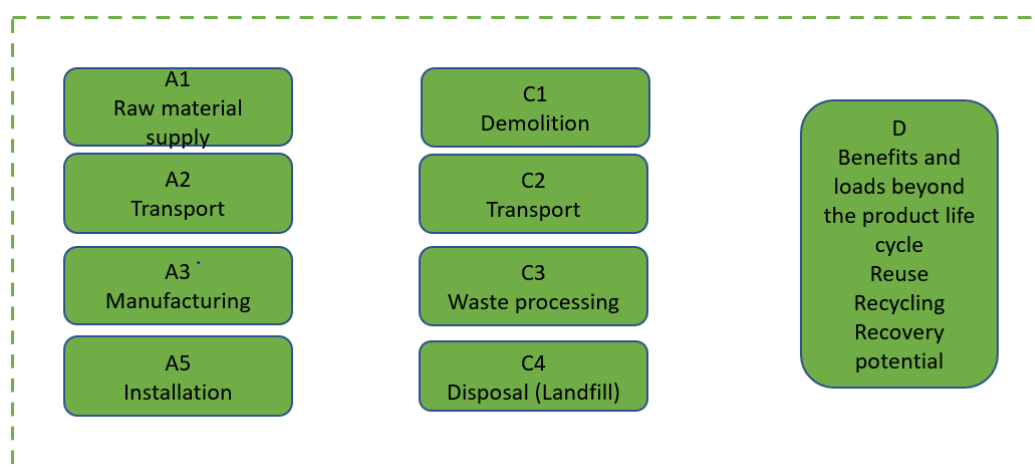 A1
Raw material
supply
A2
Transport
A3
Manufacturing
A5
Installation
C1
Demolition
C2
Transport
C3
Waste processing
C4
Disposal (Landfill)
D
Benefits and
loads beyond
the product life
cycle
Reuse
Recycling
Recovery
potential